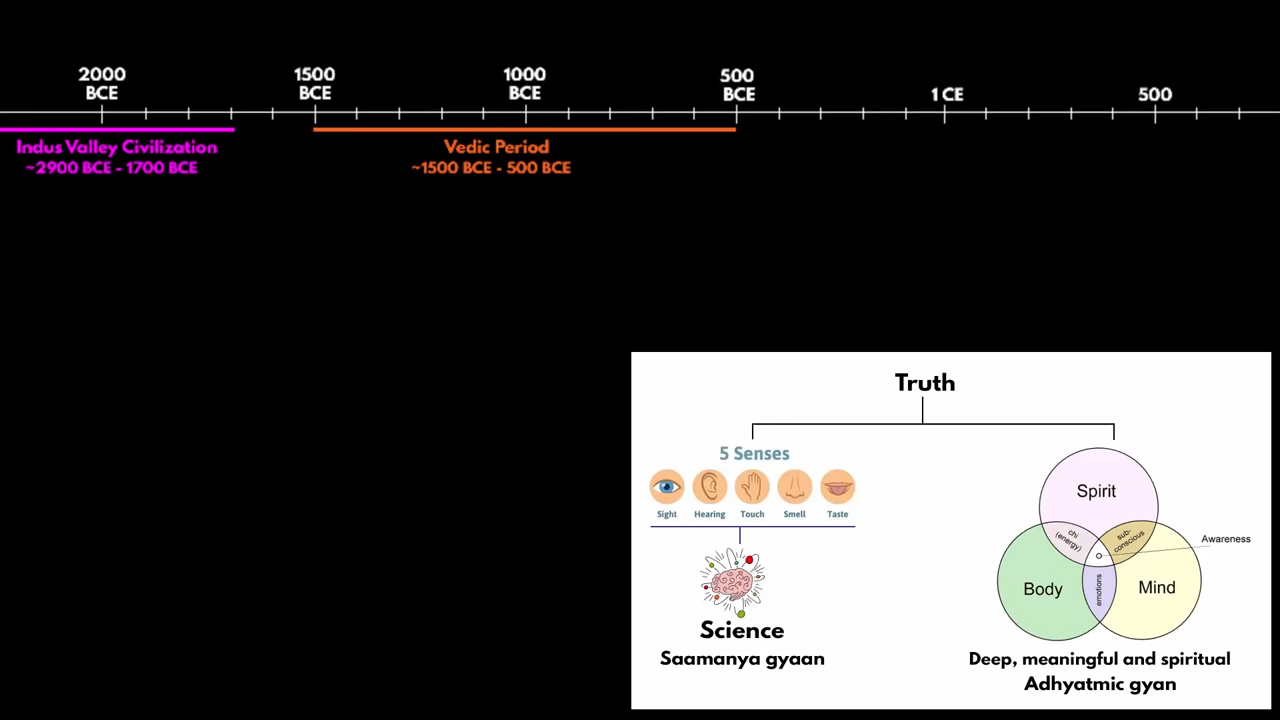 2000
BCE
1500
BCE
1000
BCE
500
BCE
1 CE
500
Indus Valley Civilization
~2900 BCE - 1700 BCE
Vedic Period
~1500 BCE - 500 BCE
Truth
5 Senses
Sight
Hearing
Touch
Smell
Taste
Science
Saamanya gyaan
Spirit
chi
(energy)
sub-
conscious
Awareness
Body
emotions
Mind
Deep, meaningful and spiritual
Adhyatmic gyan